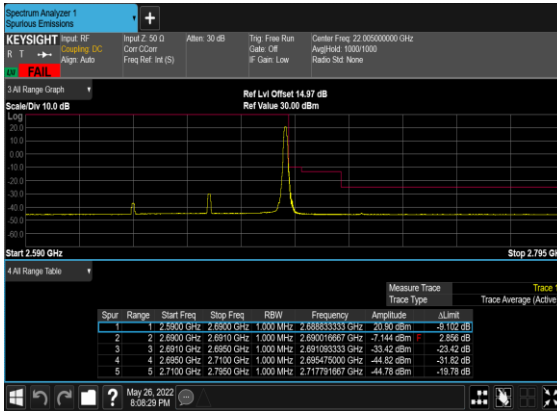 Spectrum Analyzer 1
Spurious Emissions
+
KEYSIGHT Input: RF Input Z: 50 Ω Atten: 30 dB Trig: Free Run Center Freq: 22.005000000 GHz
R T Coupling: DC Corr CCorr Gate: Off Avg|Hold: 1000/1000
Align: Auto Freq Ref: Int (S) IF Gain: Low Radio Std: None
LXI FAIL
3 All Range Graph
Ref Lvl Offset 14.97 dB
Scale/Div 10.0 dB Ref Value 30.00 dBm
Log
20.0
10.0
0.00
-10.0
-20.0
-30.0
-40.0
-50.0
-60.0
Start 2.590 GHz Stop 2.795 GH
4 All Range Table
Measure Trace Trace 1
Trace Type Trace Average (Active
Spur Range Start Freq Stop Freq RBW Frequency Amplitude ΔLimit
1 1 2.5900 GHz 2.6900 GHz 1.000 MHz 2.688833333 GHz 20.90 dBm -9.102 dB
2 2 2.6900 GHz 2.6910 GHz 1.000 MHz 2.690016667 GHz -7.144 dBm F 2.856 dB
3 3 2.6910 GHz 2.6950 GHz 1.000 MHz 2.691093333 GHz -33.42 dBm -23.42 dB
4 4 2.6950 GHz 2.7100 GHz 1.000 MHz 2.695475000 GHz -44.82 dBm -31.82 dB
5 5 2.7100 GHz 2.7950 GHz 1.000 MHz 2.717791667 GHz -44.78 dBm -19.78 dB
? May 26, 2022
8:08:29 PM